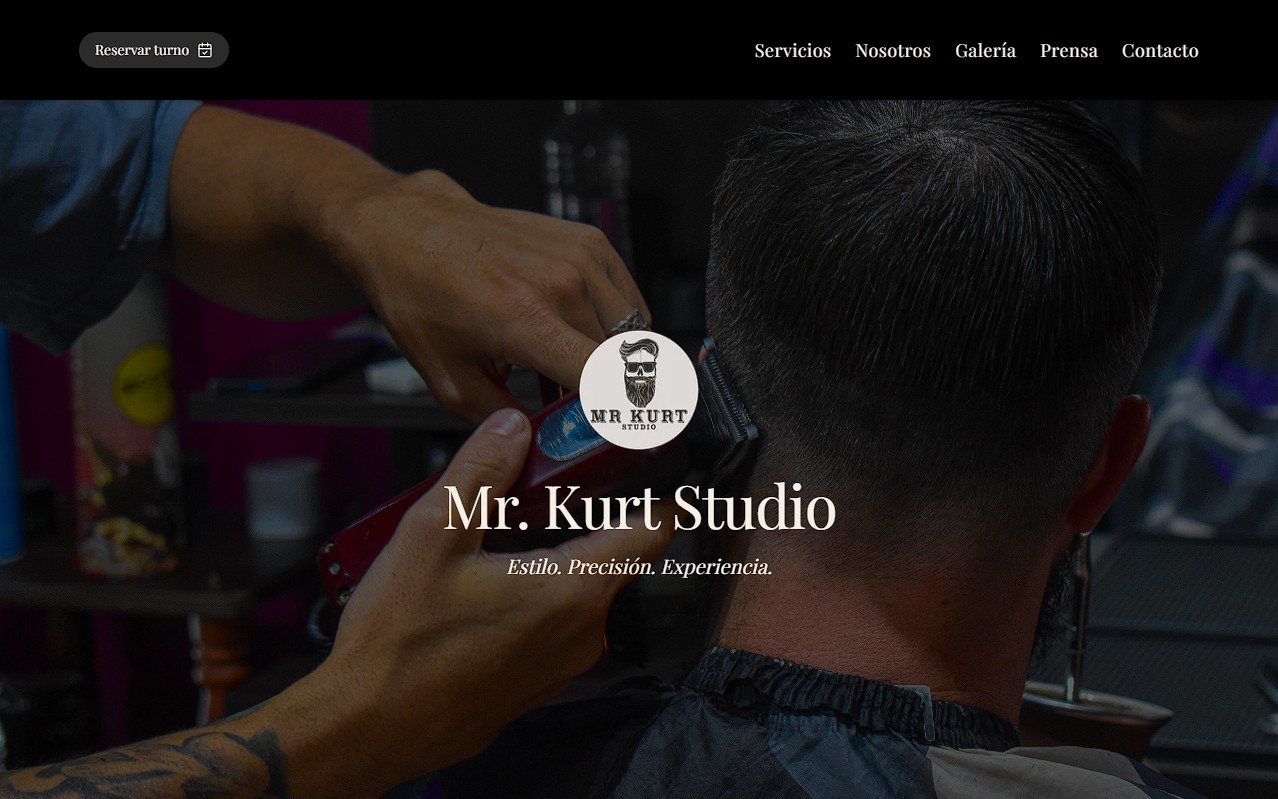 Reservar turno
Servicios Nosotros Galería Prensa Contacto
MR KURT
STUDIO
Mr. Kurt Studio
Estilo. Precisión. Experiencia.